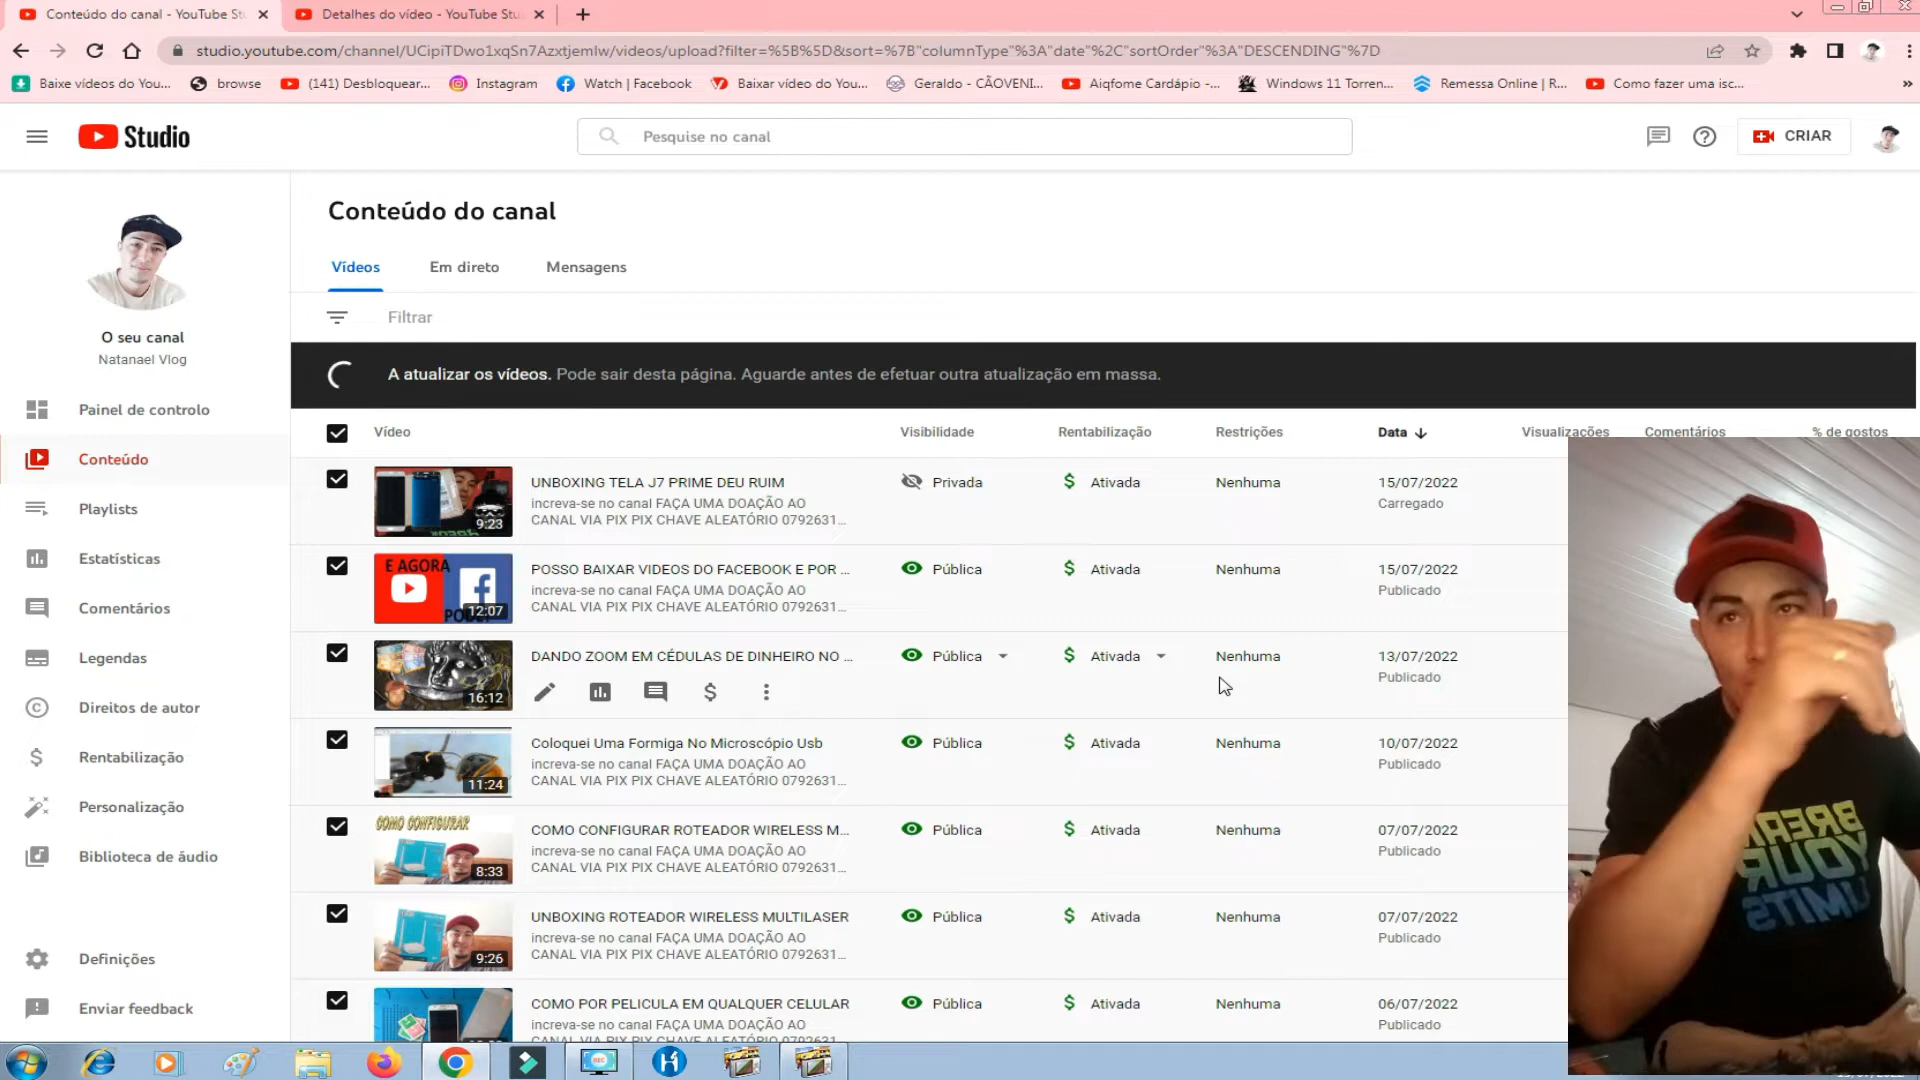 Conteúdo do canal - YouTube St
Detalhes do vídeo - YouTube Stu
studio.youtube.com/channel/UCipiTDwo1xqSn7Azxtjemlw/videos/upload?filter=%5B%5D&sort=%7B"columnType"%3A"date"%2C"sortOrder"%3A"DESCENDING"%7D
Baixe vídeos do You...
browse
(141) Desbloquear...
Instagram
Watch | Facebook
Baixar vídeo do You...
Geraldo - CÃOVENI...
Aiqfome Cardápio -...
Windows 11 Torren...
Remessa Online | R...
Como fazer uma isc...
»
Studio
Pesquise no canal
CRIAR
O seu canal
Natanael Vlog
Painel de controlo
Conteúdo
Playlists
Estatísticas
Comentários
Legendas
Direitos de autor
Rentabilização
Personalização
Biblioteca de áudio
Definições
Enviar feedback
Conteúdo do canal
Vídeos
Em direto
Mensagens
Filtrar
A atualizar os vídeos. Pode sair desta página. Aguarde antes de efetuar outra atualização em massa.
Vídeo
Visibilidade
Rentabilização
Restrições
Data
Visualizações
Comentários
% de gostos
9:23
UNBOXING TELA J7 PRIME DEU RUIM
increva-se no canal FAÇA UMA DOAÇÃO AO
CANAL VIA PIX PIX CHAVE ALEATÓRIO 0792631...
Privada
Ativada
Nenhuma
15/07/2022
Carregado
E AGORA
12:07
POSSO BAIXAR VIDEOS DO FACEBOOK E POR ...
increva-se no canal FAÇA UMA DOAÇÃO AO
CANAL VIA PIX PIX CHAVE ALEATÓRIO 0792631...
Pública
Ativada
Nenhuma
15/07/2022
Publicado
16:12
DANDO ZOOM EM CÉDULAS DE DINHEIRO NO ...
Pública
Ativada
Nenhuma
13/07/2022
Publicado
11:24
Coloquei Uma Formiga No Microscópio Usb
increva-se no canal FAÇA UMA DOAÇÃO AO
CANAL VIA PIX PIX CHAVE ALEATÓRIO 0792631...
Pública
Ativada
Nenhuma
10/07/2022
Publicado
COMO CONFIGURAR
8:33
COMO CONFIGURAR ROTEADOR WIRELESS M...
increva-se no canal FAÇA UMA DOAÇÃO AO
CANAL VIA PIX PIX CHAVE ALEATÓRIO 0792631...
Pública
Ativada
Nenhuma
07/07/2022
Publicado
9:26
UNBOXING ROTEADOR WIRELESS MULTILASER
increva-se no canal FAÇA UMA DOAÇÃO AO
CANAL VIA PIX PIX CHAVE ALEATÓRIO 0792631...
Pública
Ativada
Nenhuma
07/07/2022
Publicado
COMO POR PELICULA EM QUALQUER CELULAR
increva-se no canal FAÇA UMA DOAÇÃO AO
Pública
Ativada
Nenhuma
06/07/2022
Publicado
BREAK
YOUR
LIMITS
REC